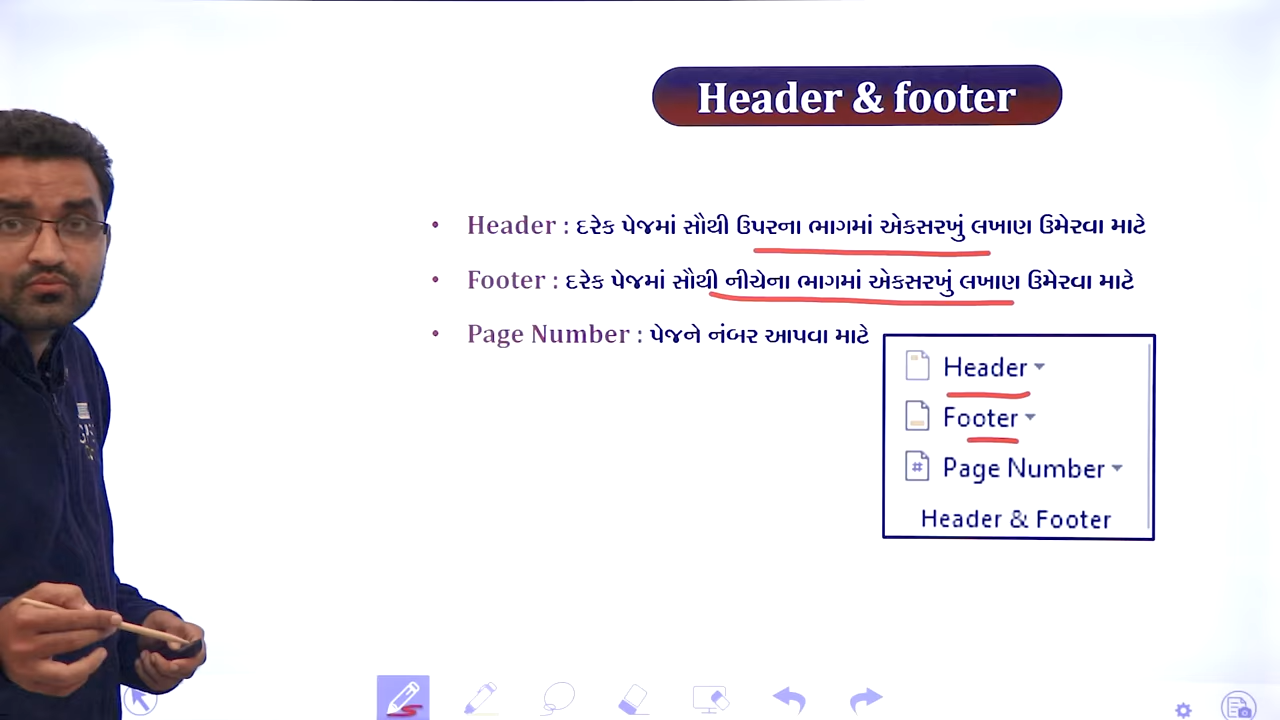 Header & footer
• Header : દરેક પેજમાં સૌથી ઉપરના ભાગમાં એકસરખું લખાણ ઉમેરવા માટે
• Footer : દરેક પેજમાં સૌથી નીચેના ભાગમાં એકસરખું લખાણ ઉમેરવા માટે
• Page Number : પેજને નંબર આપવા માટે
Header
Footer
Page Number
Header & Footer